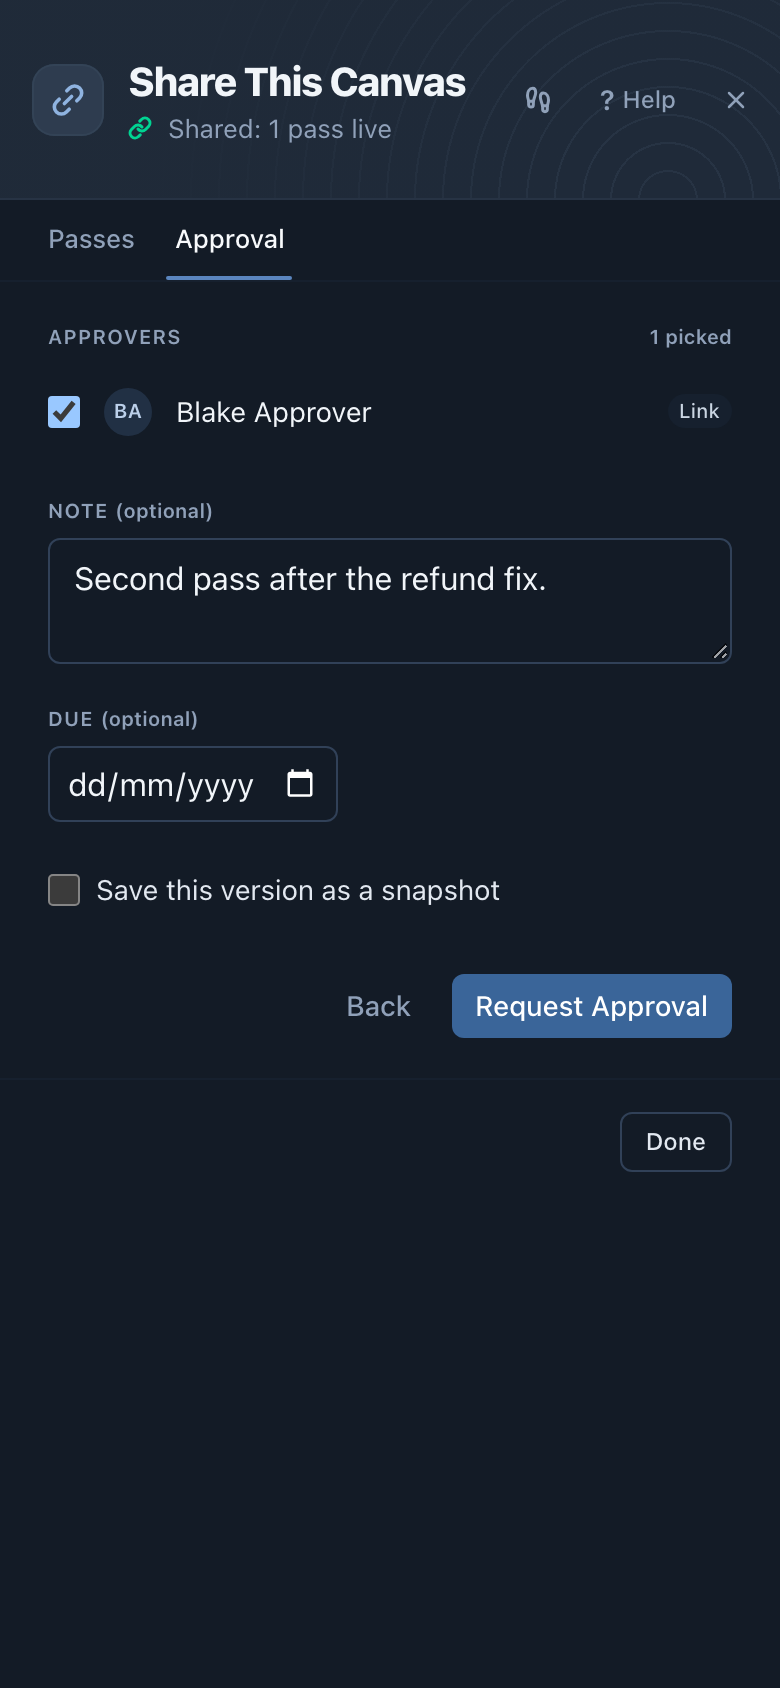 Share This Canvas
Shared: 1 pass live
? Help
Passes
Approval
APPROVERS
1 picked
BA
Blake Approver
Link
NOTE (optional)
Second pass after the refund fix.
DUE (optional)
dd/mm/yyyy
Save this version as a snapshot
Back
Request Approval
Done